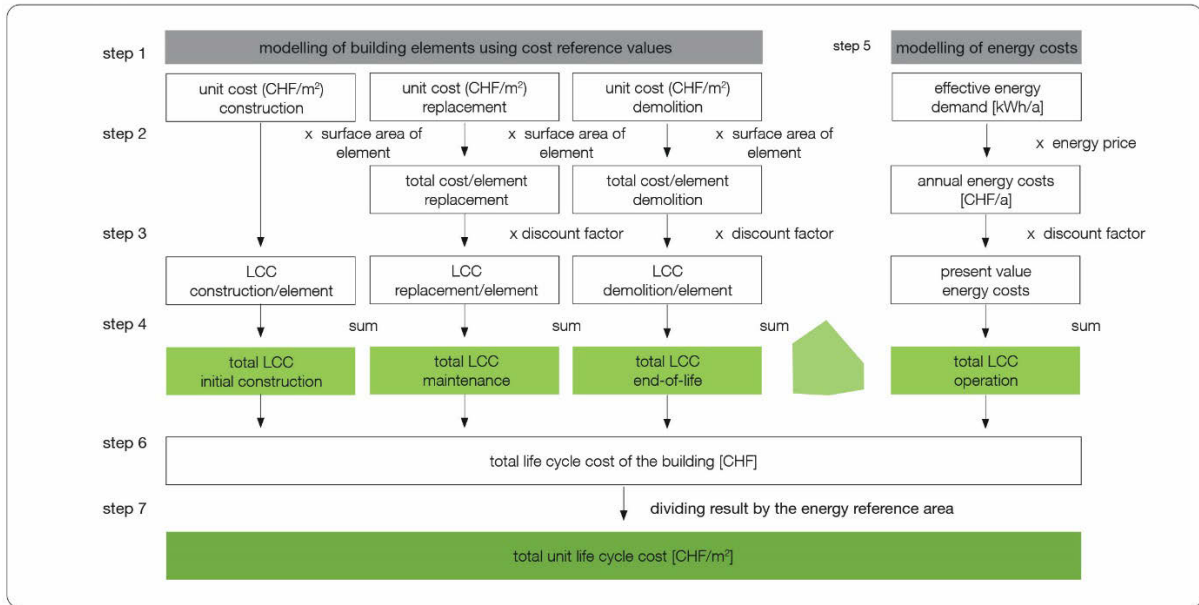 step 1
modelling of building elements using cost reference values
step 5
modelling of energy costs
unit cost (CHF/m²)
construction
unit cost (CHF/m²)
replacement
unit cost (CHF/m²)
demolition
effective energy
demand [kWh/a]
step 2
x surface area of
element
x surface area of
element
x surface area of
element
x energy price
total cost/element
replacement
total cost/element
demolition
annual energy costs
[CHF/a]
step 3
x discount factor
x discount factor
x discount factor
LCC
construction/element
LCC
replacement/element
LCC
demolition/element
present value
energy costs
step 4
sum
sum
sum
sum
total LCC
initial construction
total LCC
maintenance
total LCC
end-of-life
total LCC
operation
step 6
total life cycle cost of the building [CHF]
step 7
dividing result by the energy reference area
total unit life cycle cost [CHF/m²]